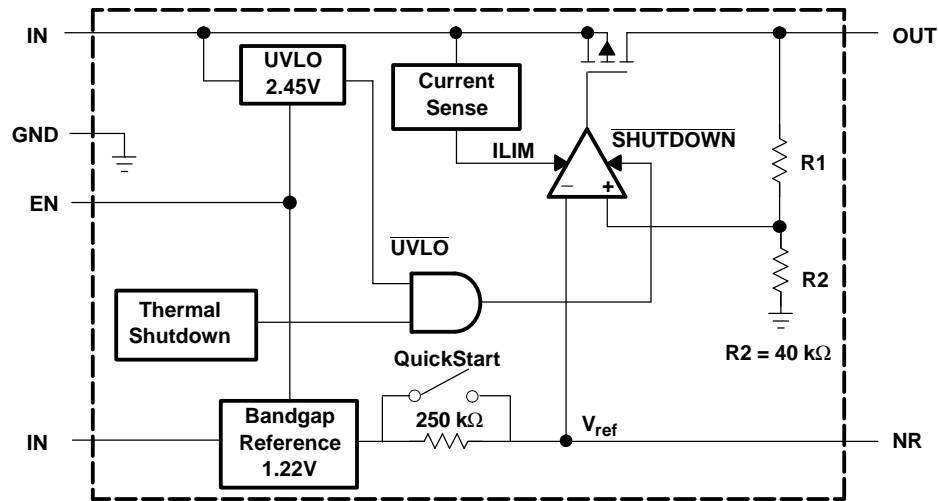 IN
OUT
UVLO
2.45V
Current
Sense
GND
ILIM
SHUTDOWN
−
+
R1
EN
UVLO
R2
Thermal
Shutdown
R2 = 40 kΩ
QuickStart
250 kΩ
IN
Bandgap
Reference
1.22V
Vref
NR